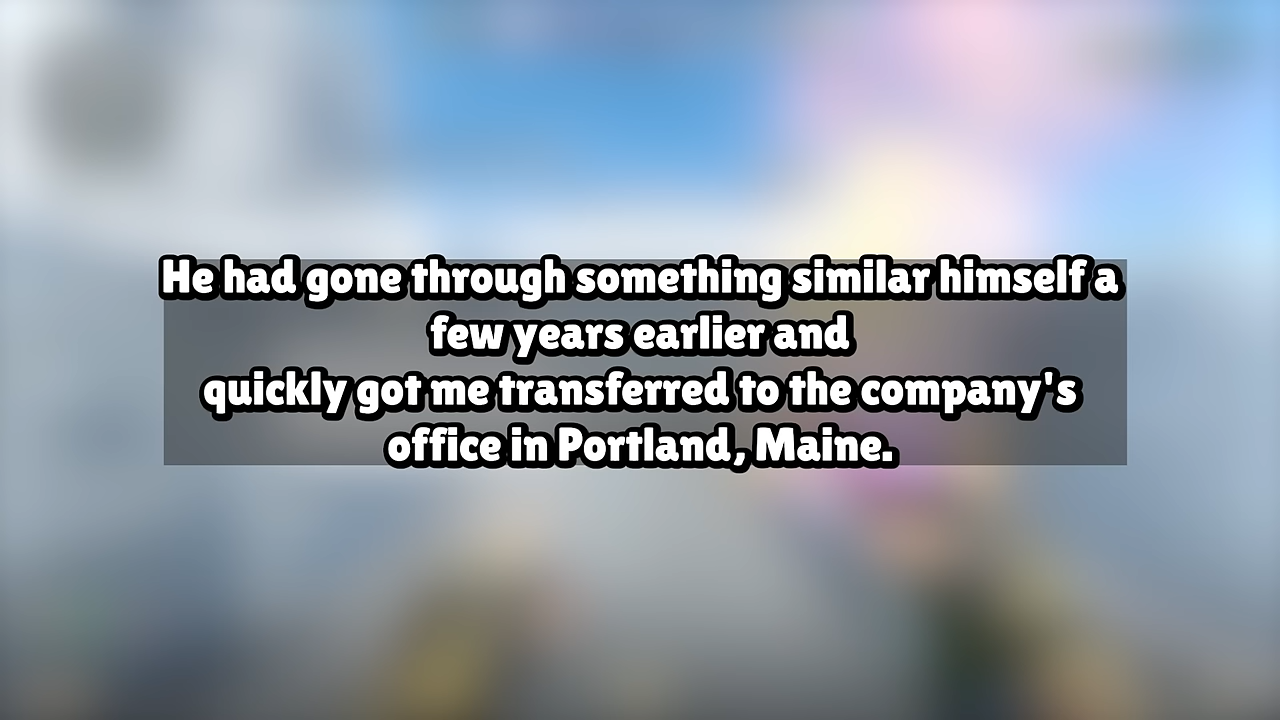 He had gone through something similar himself a
few years earlier and
quickly got me transferred to the company's
office in Portland, Maine.